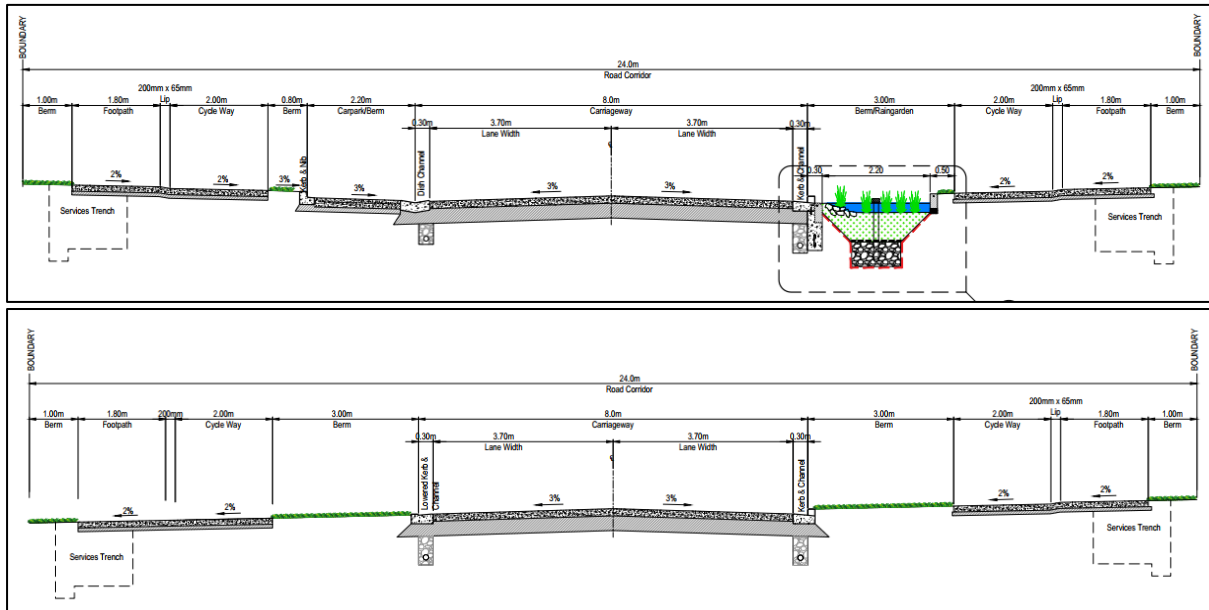 BOUNDARY
BOUNDARY
24.0m
Road Corridor
200mm x 65mm
Lip
1.00m
Berm
1.80m
Footpath
2.00m
Cycle Way
0.80m
Berm
2.20m
Carpark/Berm
8.0m
Carriageway
3.00m
Berm/Raingarden
2.00m
Cycle Way
200mm x 65mm
Lip
1.80m
Footpath
1.00m
Berm
0.30m
3.70m
Lane Width
3.70m
Lane Width
0.30m
Kerb & Nib
Dish Channel
Kerb & Channel
0.30
2.20
0.50
2%
2%
3%
3%
3%
3%
2%
2%
Services Trench
Services Trench
BOUNDARY
BOUNDARY
24.0m
Road Corridor
1.00m
Berm
1.80m
Footpath
200mm
2.00m
Cycle Way
3.00m
Berm
8.0m
Carriageway
3.00m
Berm
2.00m
Cycle Way
200mm x 65mm
Lip
1.80m
Footpath
1.00m
Berm
0.30m
3.70m
Lane Width
3.70m
Lane Width
0.30m
Lowered Kerb &
Channel
Kerb & Channel
2%
2%
3%
3%
2%
2%
Services Trench
Services Trench